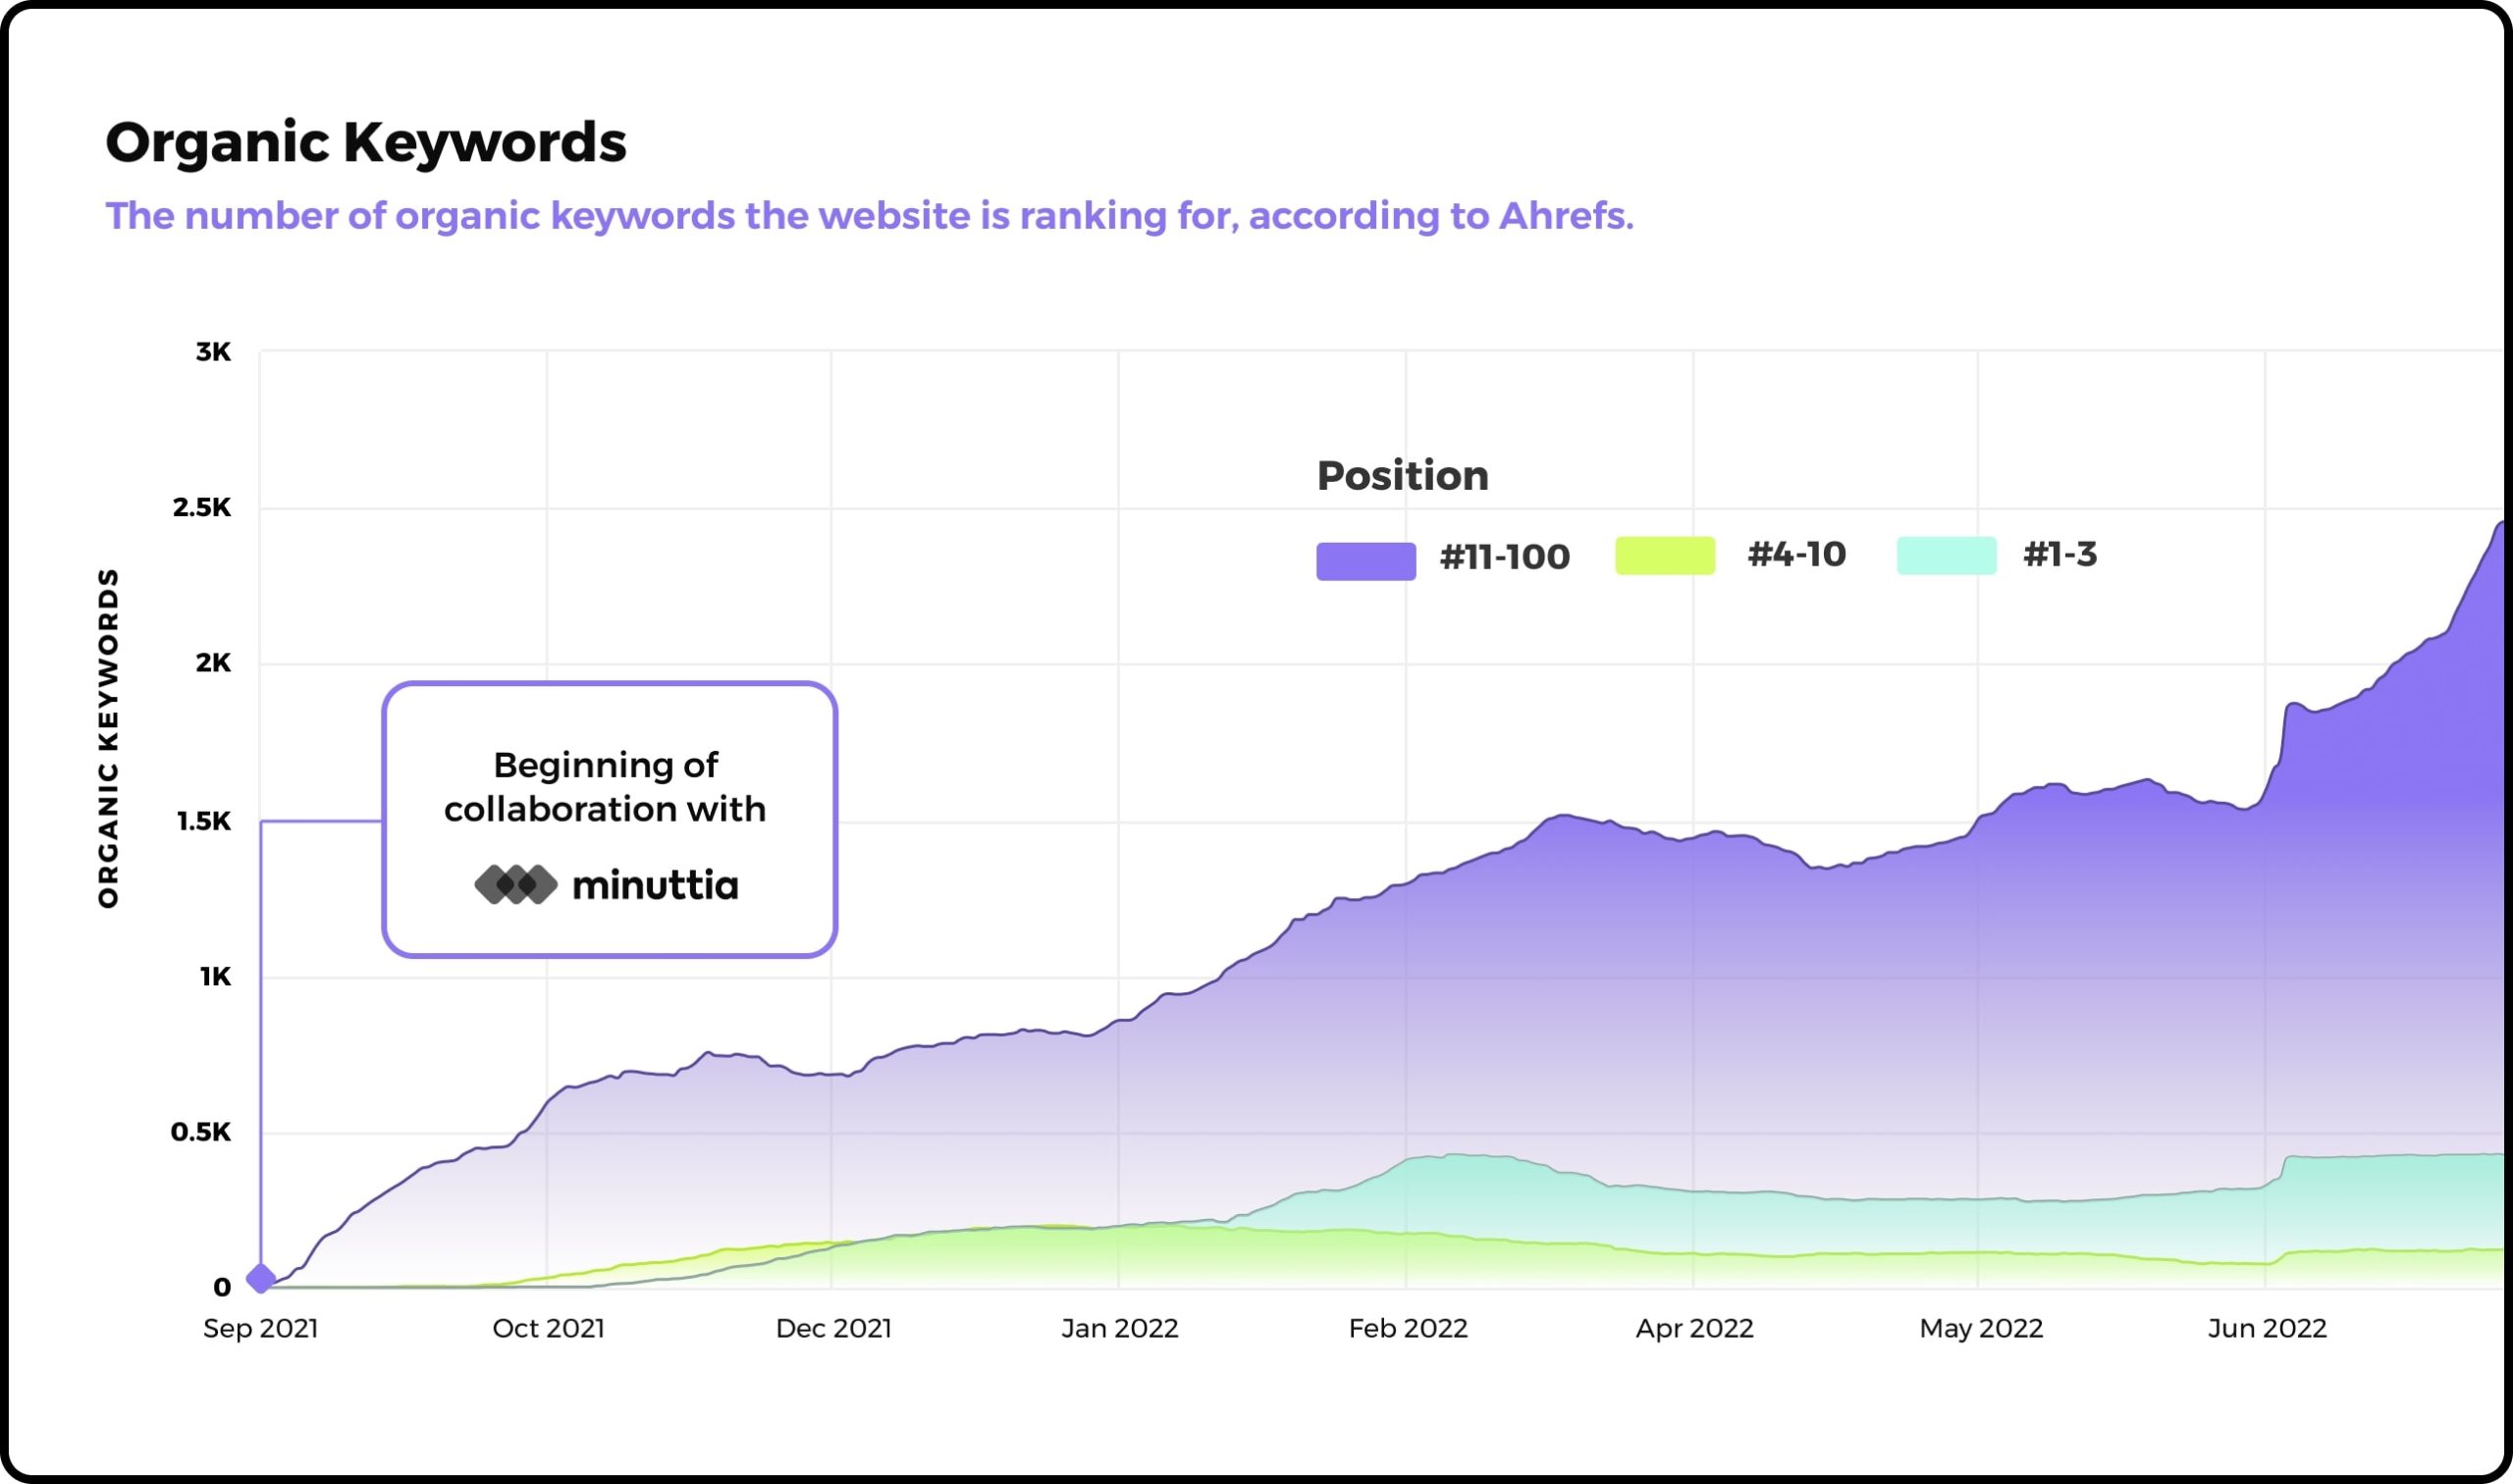 Organic Keywords
The number of organic keywords the website is ranking for, according to Ahrefs.
ORGANIC KEYWORDS
3K
2.5K
2K
1.5K
1K
0.5K
0
Position
#11-100 #4-10 #1-3
Beginning of
collaboration with
minuttia
Sep 2021 Oct 2021 Dec 2021 Jan 2022 Feb 2022 Apr 2022 May 2022 Jun 2022